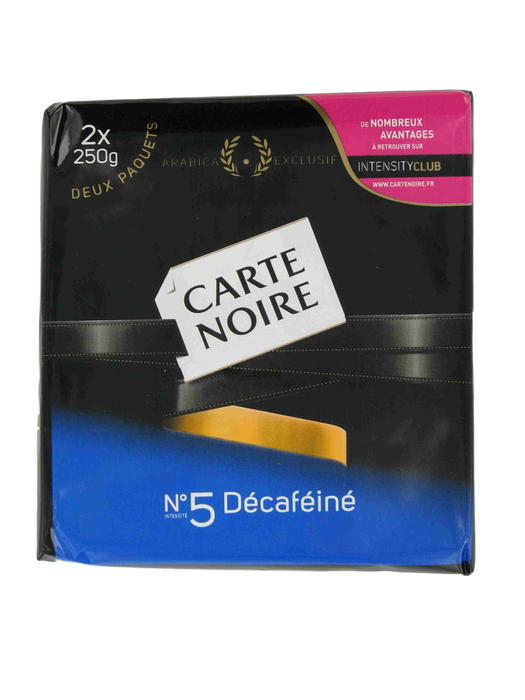 2x
250g
DEUX PAQUETS
ARABICA EXCLUSIF
DE NOMBREUX
AVANTAGES
À RETROUVER SUR
INTENSITYCLUB
WWW.CARTENOIRE.FR
CARTE
NOIRE
N°5 Décaféiné
INTENSITÉ